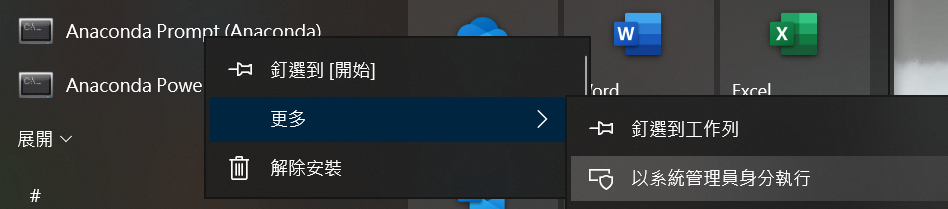 Anaconda Prompt (Anaconda)
Anaconda Powe
展開
#
釘選到 [開始]
更多
解除安裝
釘選到工作列
以系統管理員身分執行
Word
Excel